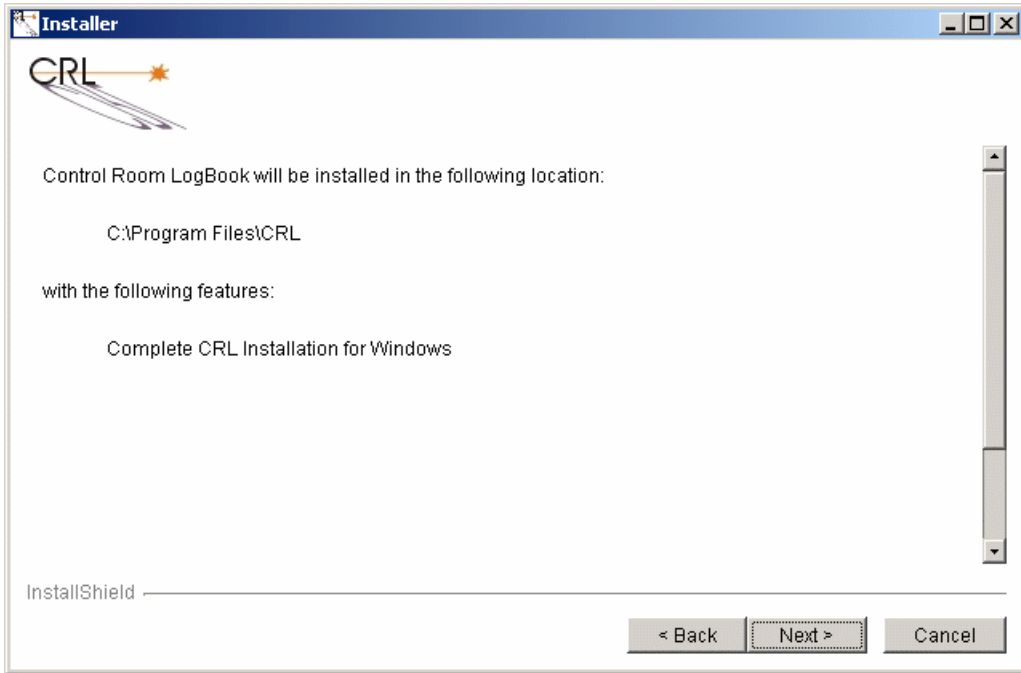 Installer
CRL
Control Room LogBook will be installed in the following location:
C:\Program Files\CRL
with the following features:
Complete CRL Installation for Windows
InstallShield
< Back Next > Cancel